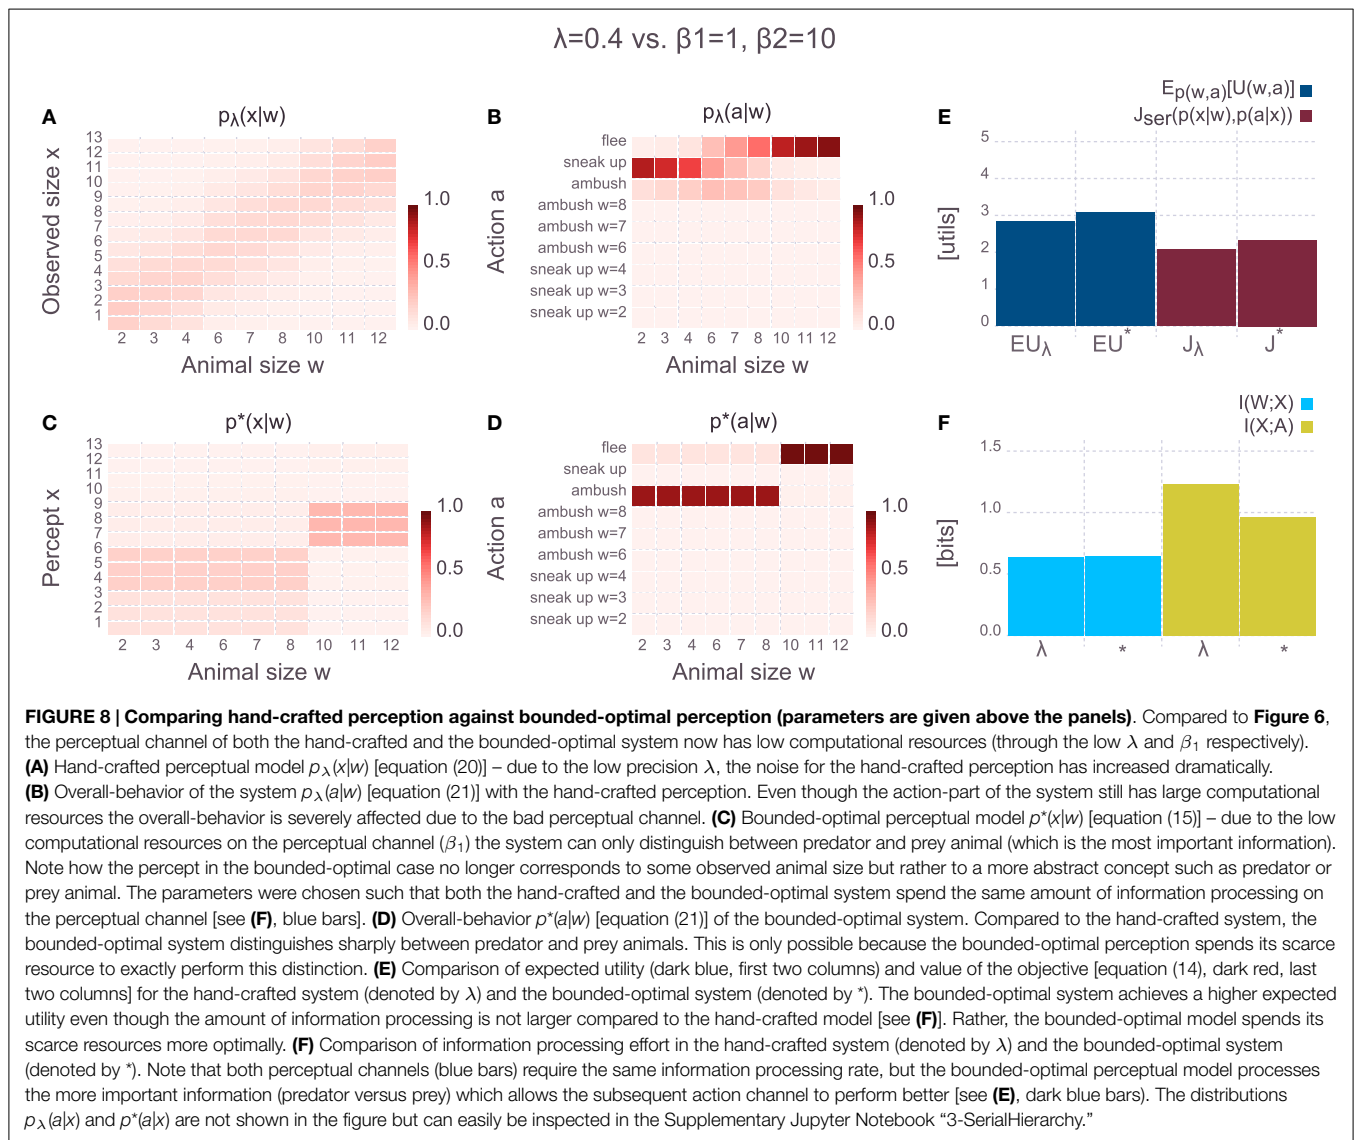 λ=0.4 vs. β1=1, β2=10
A
pλ(x|w)
Observed size x
13
12
11
10
9
8
7
6
5
4
3
2
1
2 3 4 6 7 8 10 11 12
Animal size w
1.0
0.5
0.0
B
pλ(a|w)
Action a
flee
sneak up
ambush
ambush w=8
ambush w=7
ambush w=6
sneak up w=4
sneak up w=3
sneak up w=2
2 3 4 6 7 8 10 11 12
Animal size w
1.0
0.5
0.0
E
Ep(w,a)[U(w,a)]
Jser(p(x|w),p(a|x))
[utils]
5
4
3
2
1
0
EUλ EU* Jλ J*
C
p*(x|w)
Percept x
13
12
11
10
9
8
7
6
5
4
3
2
1
2 3 4 6 7 8 10 11 12
Animal size w
1.0
0.5
0.0
D
p*(a|w)
Action a
flee
sneak up
ambush
ambush w=8
ambush w=7
ambush w=6
sneak up w=4
sneak up w=3
sneak up w=2
2 3 4 6 7 8 10 11 12
Animal size w
1.0
0.5
0.0
F
I(W;X)
I(X;A)
[bits]
1.5
1.0
0.5
0.0
λ * λ *
FIGURE 8 | Comparing hand-crafted perception against bounded-optimal perception (parameters are given above the panels). Compared to Figure 6,
the perceptual channel of both the hand-crafted and the bounded-optimal system now has low computational resources (through the low λ and β1 respectively).
(A) Hand-crafted perceptual model pλ(x|w) [equation (20)] – due to the low precision λ, the noise for the hand-crafted perception has increased dramatically.
(B) Overall-behavior of the system pλ(a|w) [equation (21)] with the hand-crafted perception. Even though the action-part of the system still has large computational
resources the overall-behavior is severely affected due to the bad perceptual channel. (C) Bounded-optimal perceptual model p*(x|w) [equation (15)] – due to the low
computational resources on the perceptual channel (β1) the system can only distinguish between predator and prey animal (which is the most important information).
Note how the percept in the bounded-optimal case no longer corresponds to some observed animal size but rather to a more abstract concept such as predator or
prey animal. The parameters were chosen such that both the hand-crafted and the bounded-optimal system spend the same amount of information processing on
the perceptual channel [see (F), blue bars]. (D) Overall-behavior p*(a|w) [equation (21)] of the bounded-optimal system. Compared to the hand-crafted system, the
bounded-optimal system distinguishes sharply between predator and prey animals. This is only possible because the bounded-optimal perception spends its scarce
resource to exactly perform this distinction. (E) Comparison of expected utility (dark blue, first two columns) and value of the objective [equation (14), dark red, last
two columns] for the hand-crafted system (denoted by λ) and the bounded-optimal system (denoted by *). The bounded-optimal system achieves a higher expected
utility even though the amount of information processing is not larger compared to the hand-crafted model [see (F)]. Rather, the bounded-optimal model spends its
scarce resources more optimally. (F) Comparison of information processing effort in the hand-crafted system (denoted by λ) and the bounded-optimal system
(denoted by *). Note that both perceptual channels (blue bars) require the same information processing rate, but the bounded-optimal perceptual model processes
the more important information (predator versus prey) which allows the subsequent action channel to perform better [see (E), dark blue bars). The distributions
pλ(a|x) and p*(a|x) are not shown in the figure but can easily be inspected in the Supplementary Jupyter Notebook “3-SerialHierarchy.”